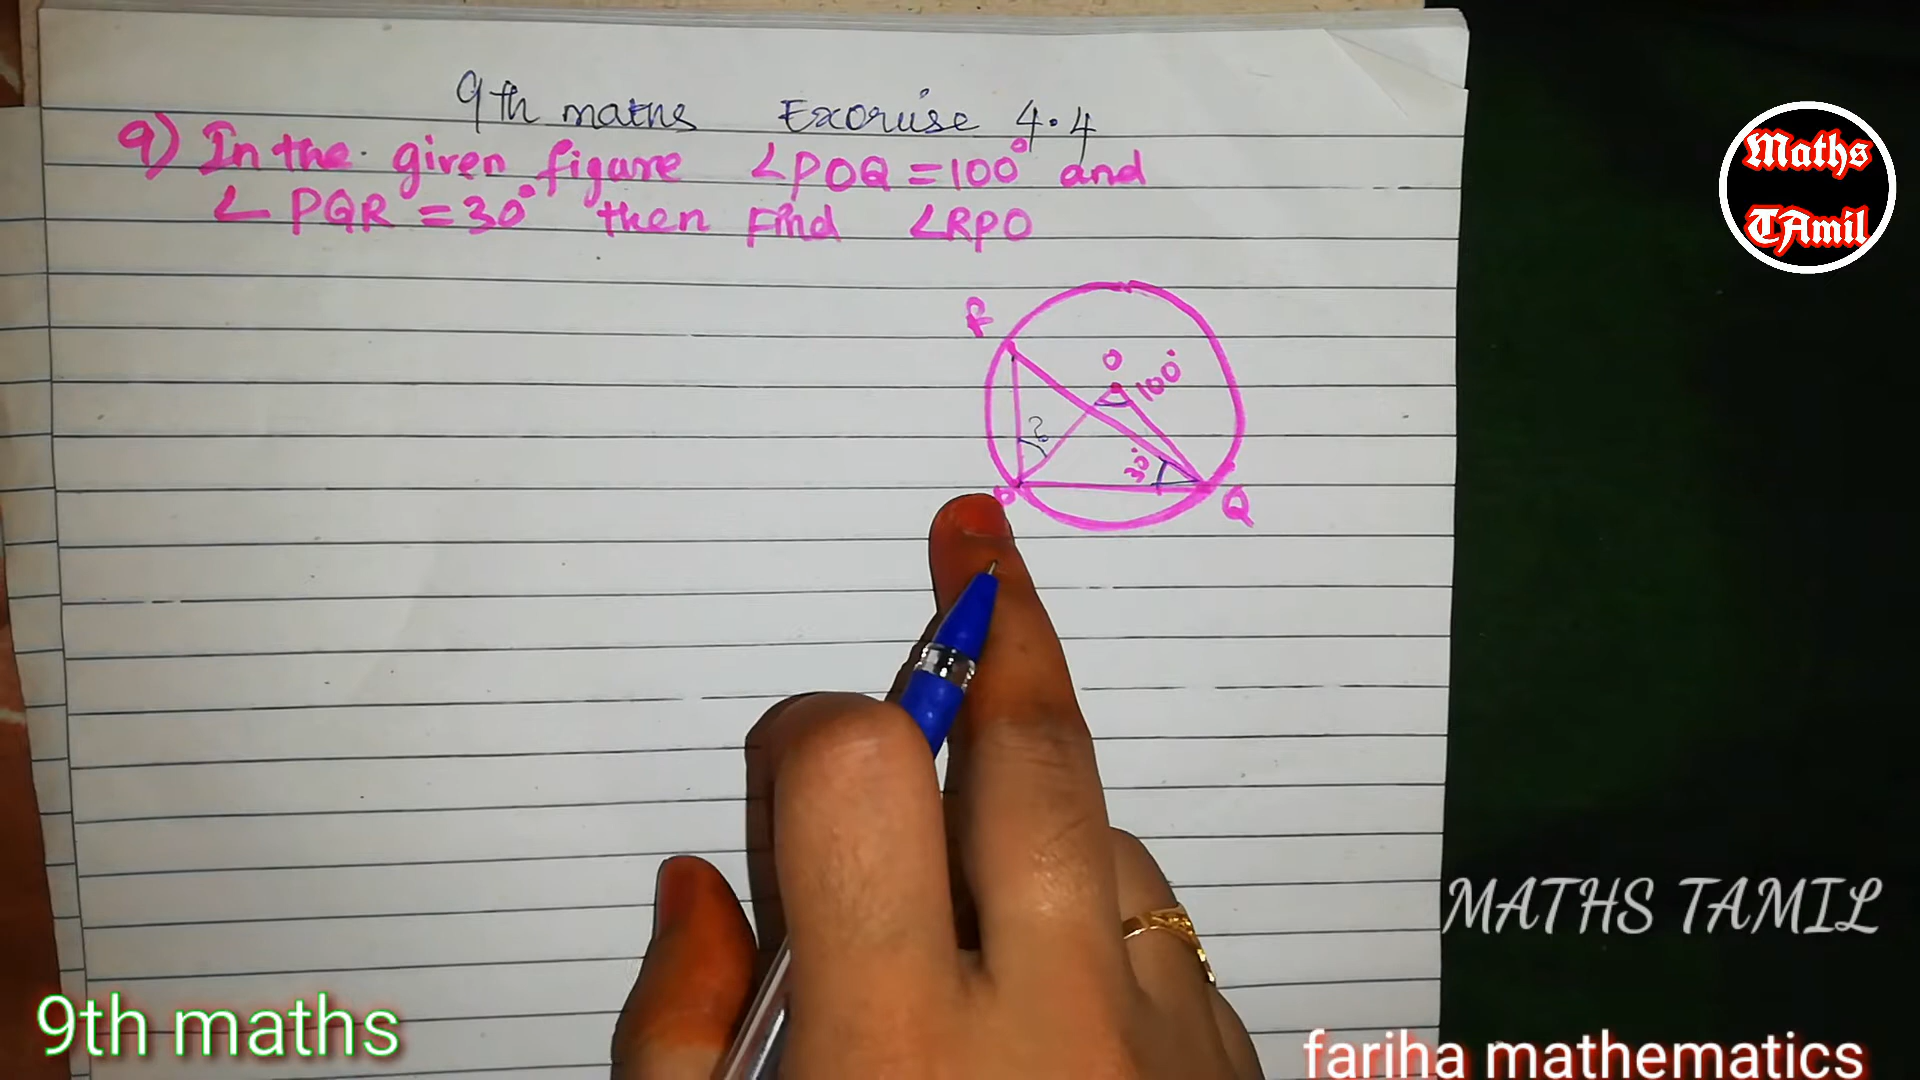 9th maths Exercise 4.4
9) In the given figure ∠POQ = 100° and
∠PQR = 30° then Find ∠RPO
R
O
100°
?
30°
P
Q
Maths
TAmil
MATHS TAMIL
9th maths
fariha mathematics